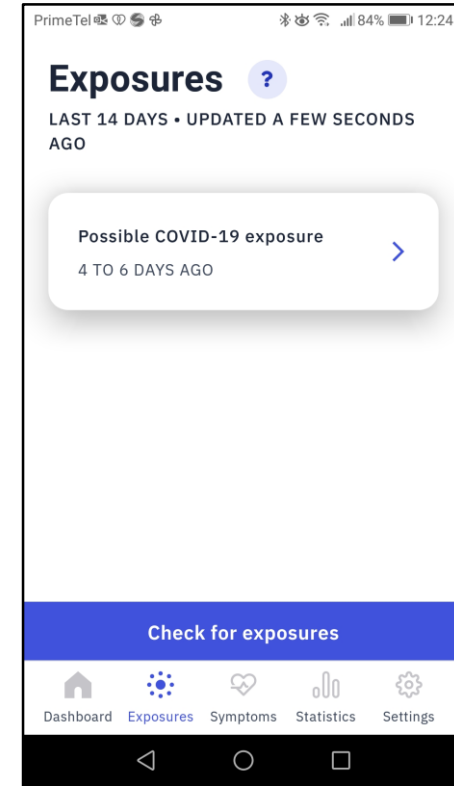 PrimeTel 84% 12:24
Exposures ?
LAST 14 DAYS • UPDATED A FEW SECONDS
AGO
Possible COVID-19 exposure
4 TO 6 DAYS AGO
Check for exposures
Dashboard Exposures Symptoms Statistics Settings